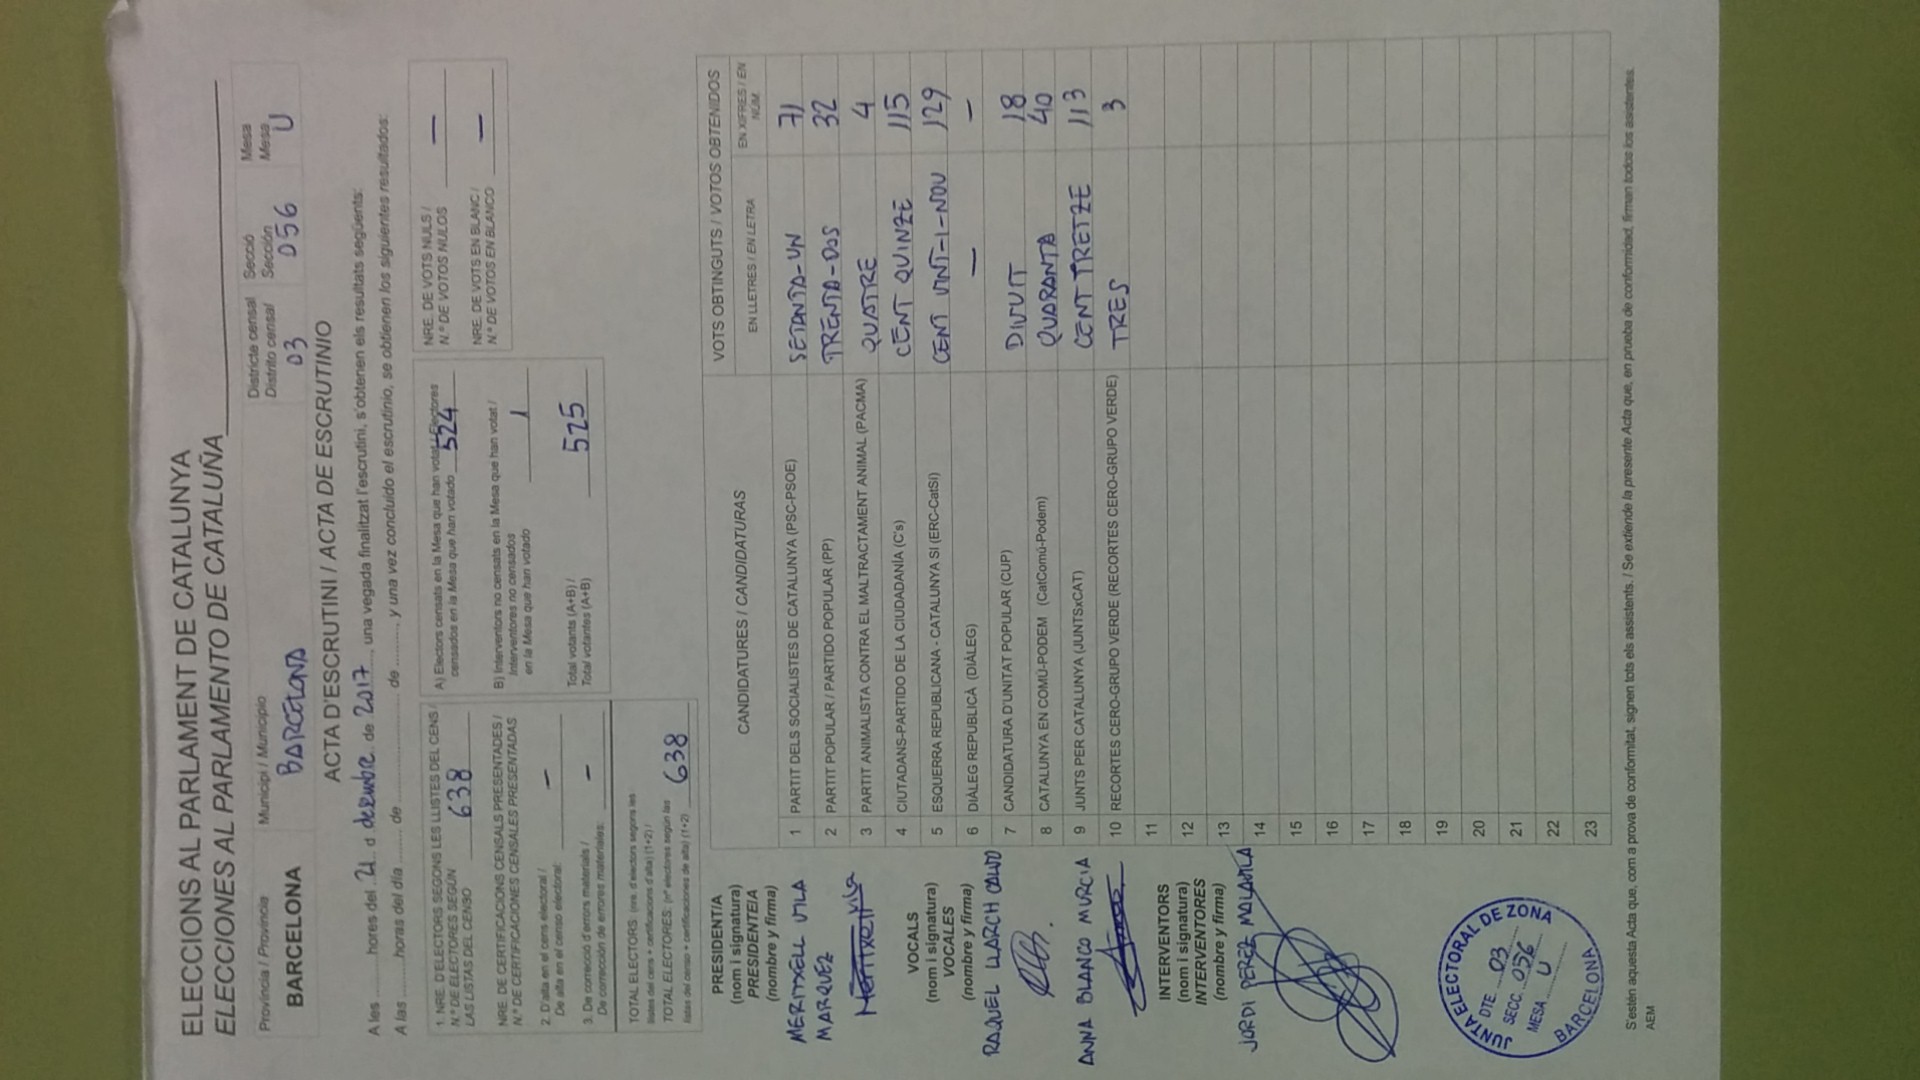 ELECCIONS AL PARLAMENT DE CATALUNYA
ELECCIONES AL PARLAMENTO DE CATALUÑA
Província / Provincia
BARCELONA
Municipi / Municipio
BARCELONA
Districte censal
Distrito censal
03
Secció
Sección
056
Mesa
Mesa
U
ACTA D'ESCRUTINI / ACTA DE ESCRUTINIO
A les ......... hores del 21 d desembre de 2017, una vegada finalitzat l'escrutini, s'obtenen els resultats següents:
A las ......... horas del día ......... de ......... de ........., y una vez concluido el escrutinio, se obtienen los siguientes resultados:
1. NRE. D'ELECTORS SEGONS LES LLISTES DEL CENS /
N.º DE ELECTORES SEGÚN
LAS LISTAS DEL CENSO
638
NRE. DE CERTIFICACIONS CENSALS PRESENTADES /
N.º DE CERTIFICACIONES CENSALES PRESENTADAS
2. D'alta en el cens electoral /
De alta en el censo electoral: –
3. De correcció d'errors materials /
De corrección de errores materiales: –
TOTAL ELECTORS (nre. d'electors segons les
llistes del cens + certificacions d'alta) (1+2) /
TOTAL ELECTORES: (nº electores según las
listas del censo + certificaciones de alta) (1+2) 638
A) Electors censats en la Mesa que han votat / Electores
censados en la Mesa que han votado 524
B) Interventors no censats en la Mesa que han votat /
Interventores no censados
en la Mesa que han votado
1
Total votants (A+B) /
Total votantes (A+B)
525
NRE. DE VOTS NULS /
N.º DE VOTOS NULOS –
NRE. DE VOTS EN BLANC /
N.º DE VOTOS EN BLANCO –
CANDIDATURES / CANDIDATURAS
VOTS OBTINGUTS / VOTOS OBTENIDOS
EN LLETRES / EN LETRA
EN XIFRES / EN NÚM.
1 PARTIT DELS SOCIALISTES DE CATALUNYA (PSC-PSOE) SETANTA-UN 71
2 PARTIT POPULAR / PARTIDO POPULAR (PP) TRENTA-DOS 32
3 PARTIT ANIMALISTA CONTRA EL MALTRACTAMENT ANIMAL (PACMA) QUATRE 4
4 CIUTADANS-PARTIDO DE LA CIUDADANÍA (C's) CENT QUINZE 115
5 ESQUERRA REPUBLICANA - CATALUNYA SÍ (ERC-CatSí) CENT VINT-I-NOU 129
6 DIÀLEG REPUBLICÀ (DIÀLEG) – –
7 CANDIDATURA D'UNITAT POPULAR (CUP) DIVUIT 18
8 CATALUNYA EN COMÚ-PODEM (CatComú-Podem) QUARANTA 40
9 JUNTS PER CATALUNYA (JUNTSxCAT) CENT TRETZE 113
10 RECORTES CERO-GRUPO VERDE (RECORTES CERO-GRUPO VERDE) TRES 3
11
12
13
14
15
16
17
18
19
20
21
22
23
PRESIDENT/A
(nom i signatura)
PRESIDENTE/A
(nombre y firma)
MERITXELL VILA
MARQUEZ
Meritxell Vila
VOCALS
(nom i signatura)
VOCALES
(nombre y firma)
RAQUEL LLARCH CALVO
ANNA BLANCO MURCIA
INTERVENTORS
(nom i signatura)
INTERVENTORES
(nombre y firma)
JORDI PEREZ MALAVILA
JUNTA ELECTORAL DE ZONA
DTE. 03
SECC. 056
MESA U
BARCELONA
S'estén aquesta Acta que, com a prova de conformitat, signen tots els assistents. / Se extiende la presente Acta que, en prueba de conformidad, firman todos los asistentes.
AEM